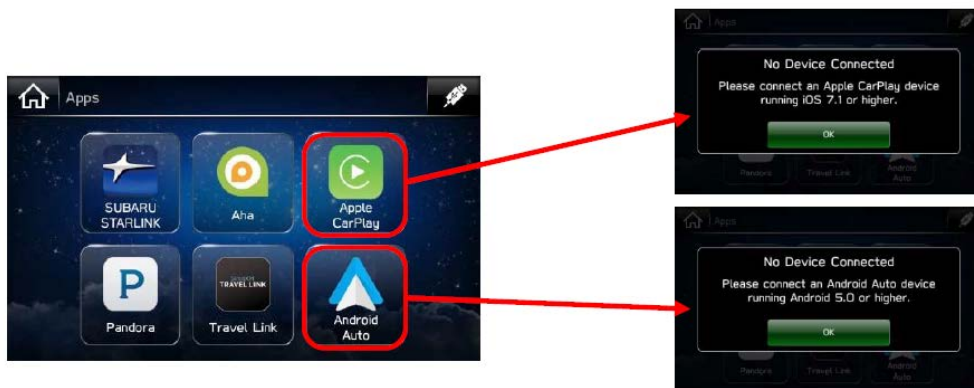 Apps
SUBARU
STARLINK
Aha
Apple
CarPlay
P
Pandora
TRAVEL LINK
Travel Link
Android
Auto
Apps
No Device Connected
Please connect an Apple CarPlay device
running iOS 7.1 or higher.
OK
Pandora
Travel Link
Android
Auto
Apps
No Device Connected
Please connect an Android Auto device
running Android 5.0 or higher.
OK
Pandora
Travel Link
Android
Auto